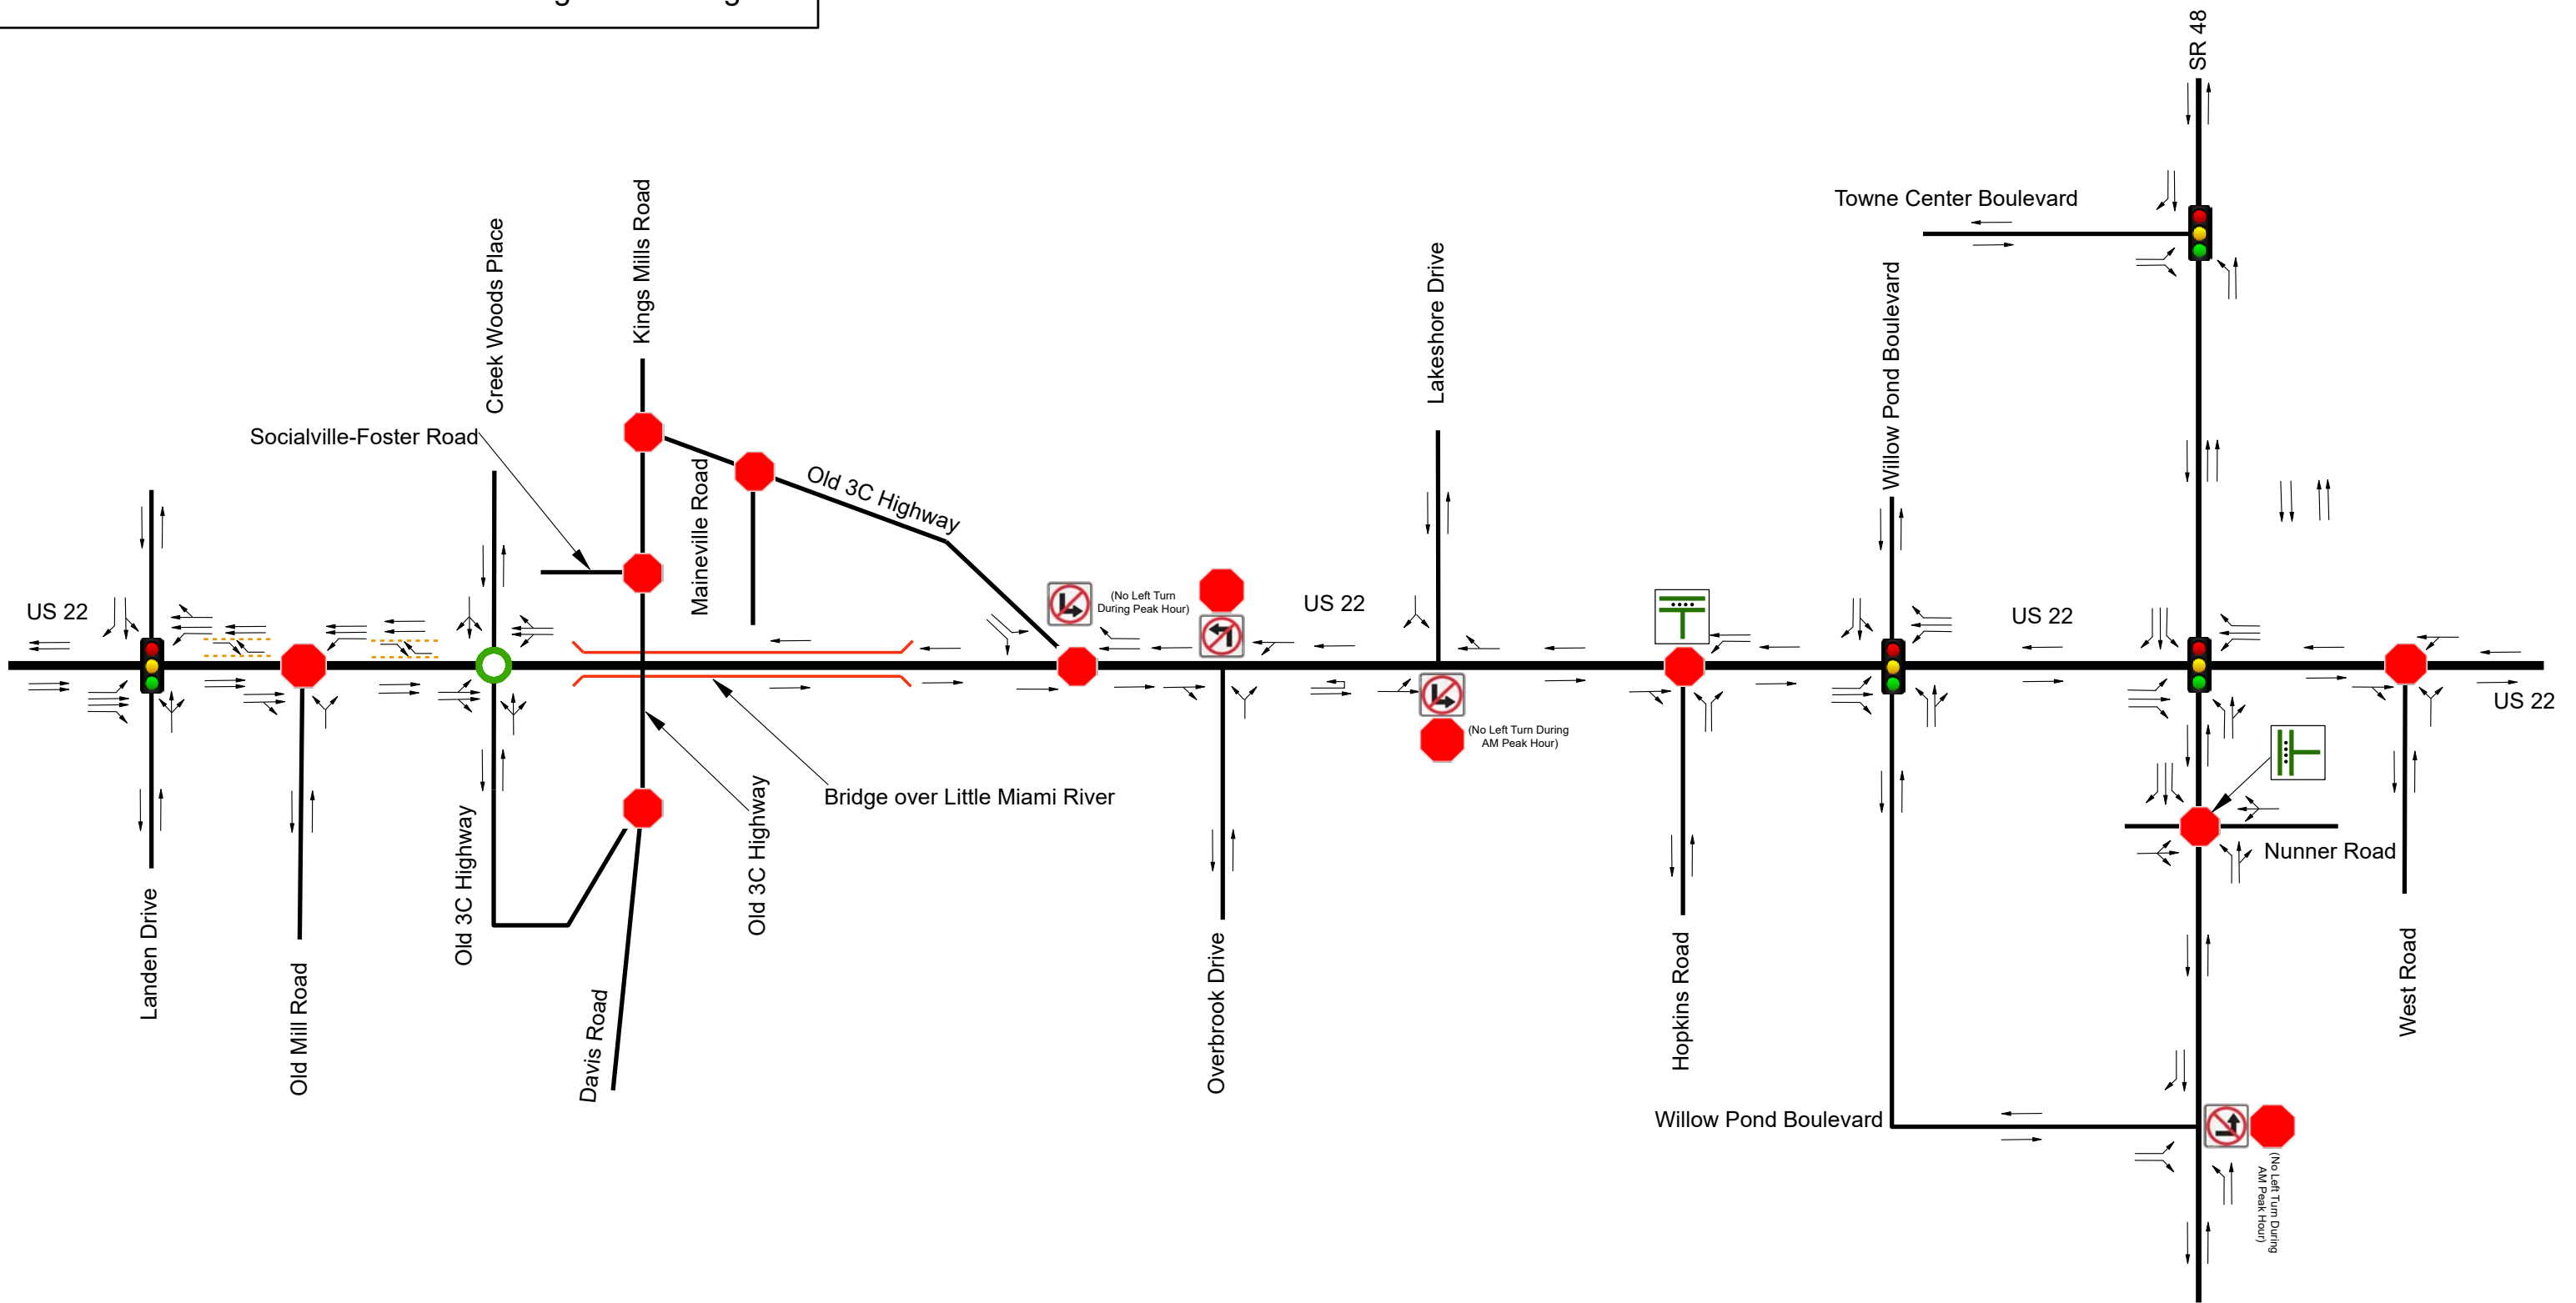 SR 48
Towne Center Boulevard
Kings Mills Road
Creek Woods Place
Lakeshore Drive
Willow Pond Boulevard
Socialville-Foster Road
Maineville Road
Old 3C Highway
US 22
(No Left Turn
During Peak Hour)
US 22
US 22
US 22
(No Left Turn During
AM Peak Hour)
Bridge over Little Miami River
Old 3C Highway
Old 3C Highway
Nunner Road
Landen Drive
Old Mill Road
Davis Road
Overbrook Drive
Hopkins Road
West Road
Willow Pond Boulevard
(No Left Turn During
AM Peak Hour)